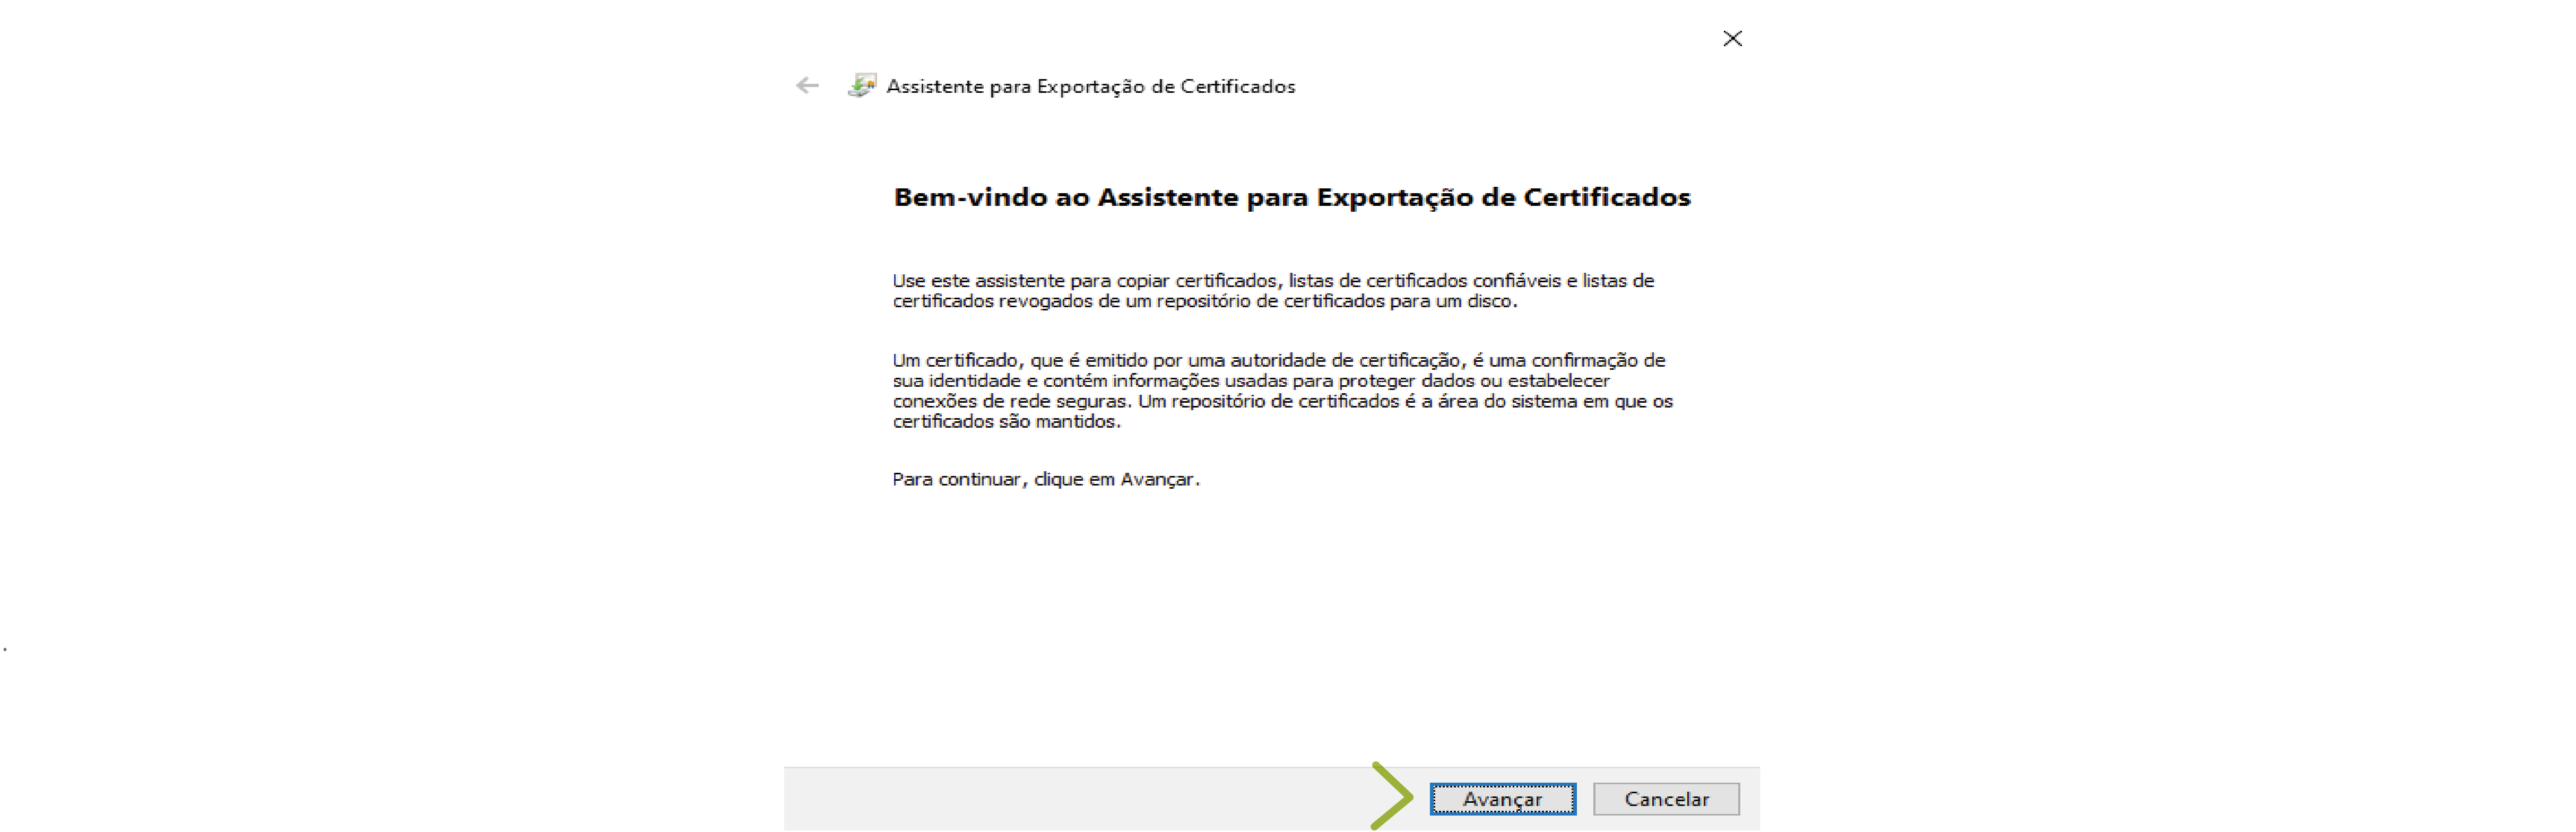 Assistente para Exportação de Certificados
Bem-vindo ao Assistente para Exportação de Certificados
Use este assistente para copiar certificados, listas de certificados confiáveis e listas de
certificados revogados de um repositório de certificados para um disco.
Um certificado, que é emitido por uma autoridade de certificação, é uma confirmação de
sua identidade e contém informações usadas para proteger dados ou estabelecer
conexões de rede seguras. Um repositório de certificados é a área do sistema em que os
certificados são mantidos.
Para continuar, clique em Avançar.
.
Avançar
Cancelar